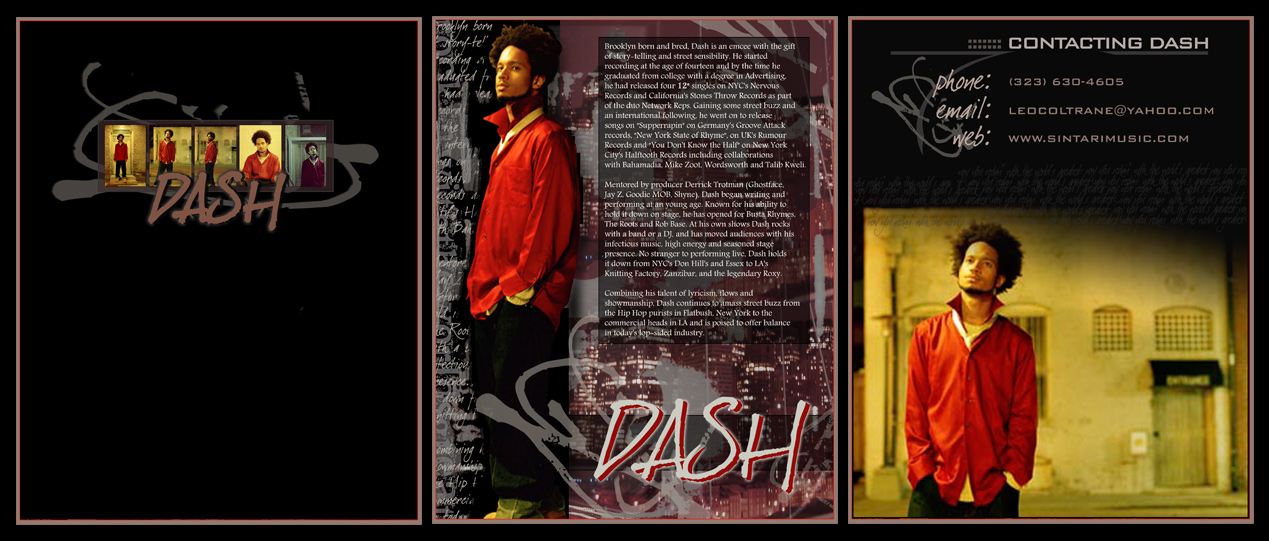 DASH
Brooklyn born and bred, Dash is an emcee with the gift
of story-telling and street sensibility. He started
recording at the age of fourteen and by the time he
graduated from college with a degree in Advertising,
he had released four 12" singles on NYC's Nervous
Records and California's Stones Throw Records as part
of the duo Network Reps. Gaining some street buzz and
an international following, he went on to release
songs on "Supperrapin" on Germany's Groove Attack
records, "New York State of Rhyme", on UK's Rumour
Records and "You Don't Know the Half" on New York
City's Halftooth Records including collaborations
with Bahamadia, Mike Zoot, Wordsworth and Talib Kweli.
Mentored by producer Derrick Trotman (Ghostface,
Jay Z, Goodie MOB, Shyne), Dash began writing and
performing at an young age. Known for his ability to
hold it down on stage, he has opened for Busta Rhymes,
The Roots and Rob Base. At his own shows Dash rocks
with a band or a DJ, and has moved audiences with his
infectious music, high energy and seasoned stage
presence. No stranger to performing live, Dash holds
it down from NYC's Don Hill's and Essex to LA's
Knitting Factory, Zanzibar, and the legendary Roxy.
Combining his talent of lyricism, flows and
showmanship, Dash continues to amass street buzz from
the Hip Hop purists in Flatbush, New York to the
commercial heads in LA and is poised to offer balance
in today's lop-sided industry.
DASH
CONTACTING DASH
phone: (323) 630-4605
email: LEOCOLTRANE@YAHOO.COM
web: WWW.SINTARIMUSIC.COM
ENTRANCE